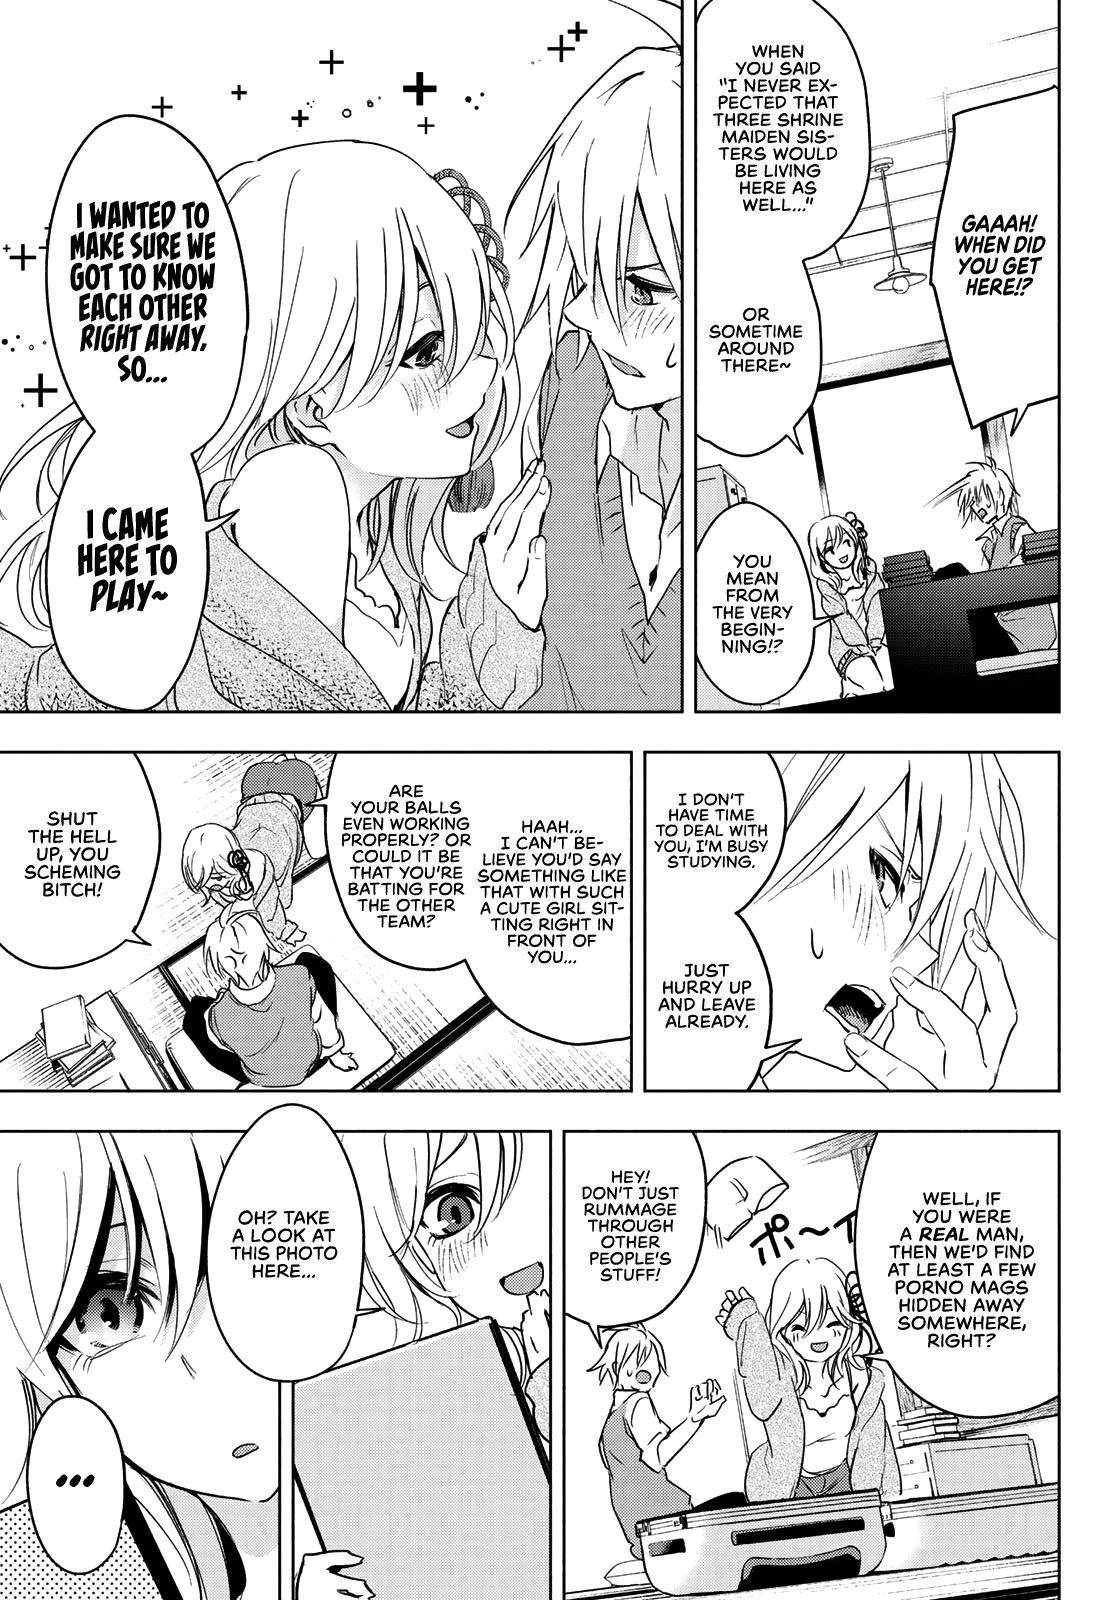 GAAAH!
WHEN DID
YOU GET
HERE!?
WHEN
YOU SAID
"I NEVER EX-
PECTED THAT
THREE SHRINE
MAIDEN SIS-
TERS WOULD
BE LIVING
HERE AS
WELL..."
OR
SOMETIME
AROUND
THERE~
YOU
MEAN
FROM
THE VERY
BEGIN-
NING!?
I WANTED TO
MAKE SURE WE
GOT TO KNOW
EACH OTHER
RIGHT AWAY,
SO...
I CAME
HERE TO
PLAY~
I DON'T
HAVE TIME
TO DEAL WITH
YOU, I'M BUSY
STUDYING.
JUST
HURRY UP
AND LEAVE
ALREADY.
HAAH...
I CAN'T BE-
LIEVE YOU'D SAY
SOMETHING LIKE
THAT WITH SUCH
A CUTE GIRL SIT-
TING RIGHT IN
FRONT OF
YOU...
ARE
YOUR BALLS
EVEN WORKING
PROPERLY? OR
COULD IT BE
THAT YOU'RE
BATTING FOR
THE OTHER
TEAM?
SHUT
THE HELL
UP, YOU
SCHEMING
BITCH!
WELL, IF
YOU WERE
A REAL MAN,
THEN WE'D FIND
AT LEAST A FEW
PORNO MAGS
HIDDEN AWAY
SOMEWHERE,
RIGHT?
ポ～イ
HEY!
DON'T JUST
RUMMAGE
THROUGH
OTHER
PEOPLE'S
STUFF!
OH? TAKE
A LOOK AT
THIS PHOTO
HERE...
...